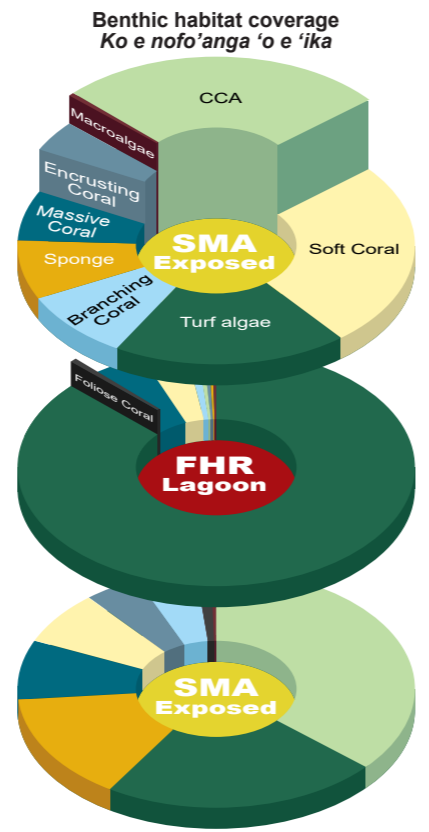 Benthic habitat coverage
Ko e nofo’anga ‘o e ‘ika
CCA
Macroalgae
Encrusting
Coral
Massive
Coral
Sponge
Branching
Coral
Turf algae
Soft Coral
SMA
Exposed
Foliose Coral
FHR
Lagoon
SMA
Exposed